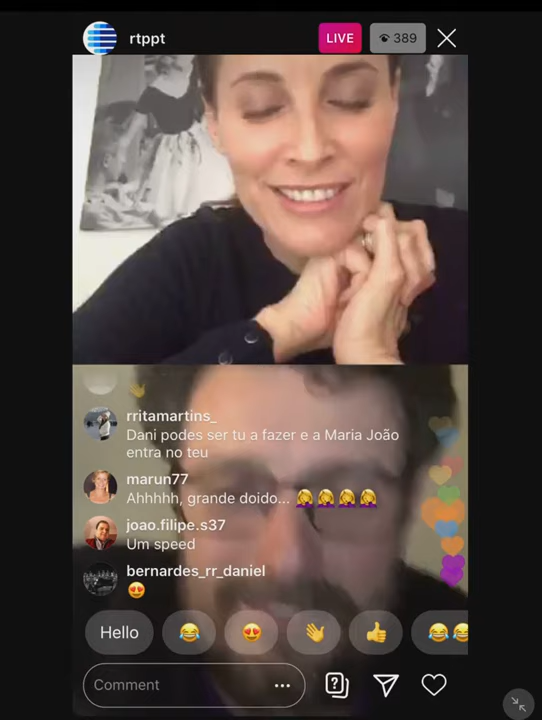 rtppt
LIVE
389
rritamartins_
Dani podes ser tu a fazer e a Maria João
entra no teu
marun77
Ahhhhh, grande doido... 🤦‍♀️🤦‍♀️🤦‍♀️🤦‍♀️
joao.filipe.s37
Um speed
bernardes_rr_daniel
😍
Hello
Comment